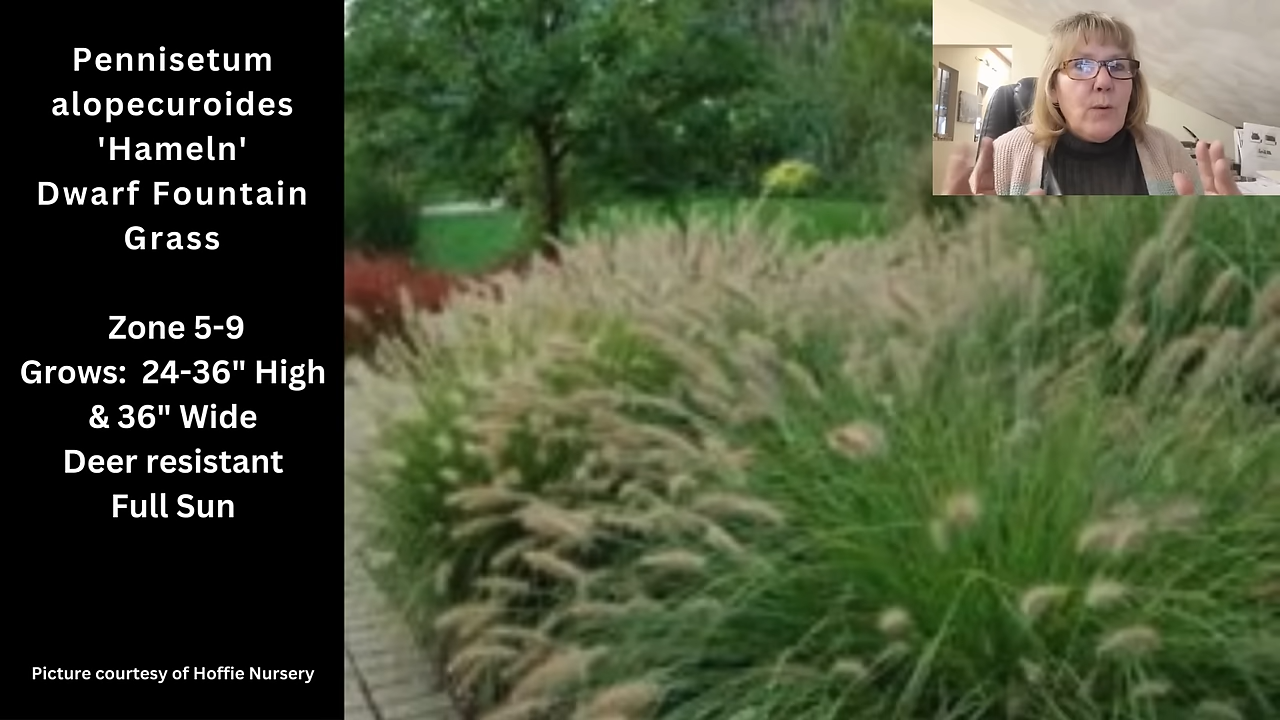 Pennisetum
alopecuroides
'Hameln'
Dwarf Fountain
Grass
Zone 5-9
Grows:  24-36" High
& 36" Wide
Deer resistant
Full Sun
Picture courtesy of Hoffie Nursery